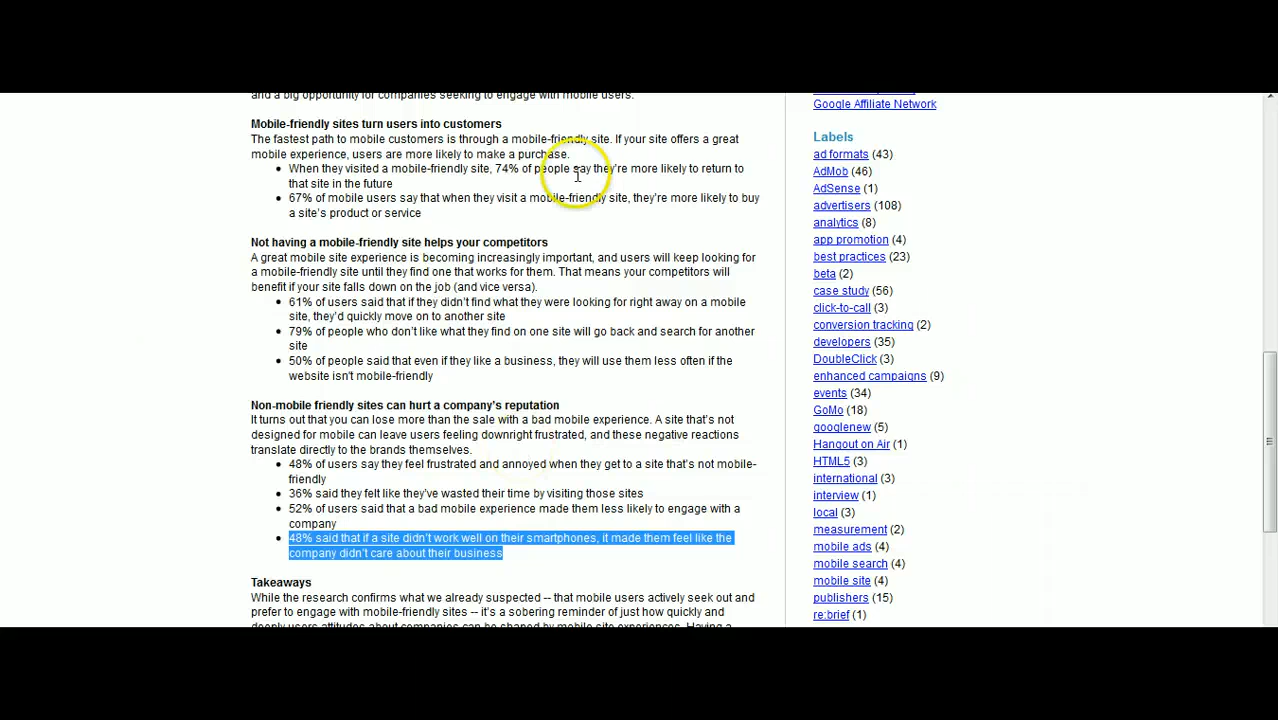 and a big opportunity for companies seeking to engage with mobile users.
Mobile-friendly sites turn users into customers
The fastest path to mobile customers is through a mobile-friendly site. If your site offers a great
mobile experience, users are more likely to make a purchase.
When they visited a mobile-friendly site, 74% of people say they're more likely to return to
that site in the future
67% of mobile users say that when they visit a mobile-friendly site, they're more likely to buy
a site's product or service
Not having a mobile-friendly site helps your competitors
A great mobile site experience is becoming increasingly important, and users will keep looking for
a mobile-friendly site until they find one that works for them. That means your competitors will
benefit if your site falls down on the job (and vice versa).
61% of users said that if they didn't find what they were looking for right away on a mobile
site, they'd quickly move on to another site
79% of people who don't like what they find on one site will go back and search for another
site
50% of people said that even if they like a business, they will use them less often if the
website isn't mobile-friendly
Non-mobile friendly sites can hurt a company's reputation
It turns out that you can lose more than the sale with a bad mobile experience. A site that's not
designed for mobile can leave users feeling downright frustrated, and these negative reactions
translate directly to the brands themselves.
48% of users say they feel frustrated and annoyed when they get to a site that's not mobile-
friendly
36% said they felt like they've wasted their time by visiting those sites
52% of users said that a bad mobile experience made them less likely to engage with a
company
48% said that if a site didn't work well on their smartphones, it made them feel like the
company didn't care about their business
Takeaways
While the research confirms what we already suspected -- that mobile users actively seek out and
prefer to engage with mobile-friendly sites -- it's a sobering reminder of just how quickly and
deeply users attitudes about companies can be shaped by mobile site experiences. Having a
Google Affiliate Network
Labels
ad formats (43)
AdMob (46)
AdSense (1)
advertisers (108)
analytics (8)
app promotion (4)
best practices (23)
beta (2)
case study (56)
click-to-call (3)
conversion tracking (2)
developers (35)
DoubleClick (3)
enhanced campaigns (9)
events (34)
GoMo (18)
googlenew (5)
Hangout on Air (1)
HTML5 (3)
international (3)
interview (1)
local (3)
measurement (2)
mobile ads (4)
mobile search (4)
mobile site (4)
publishers (15)
re:brief (1)